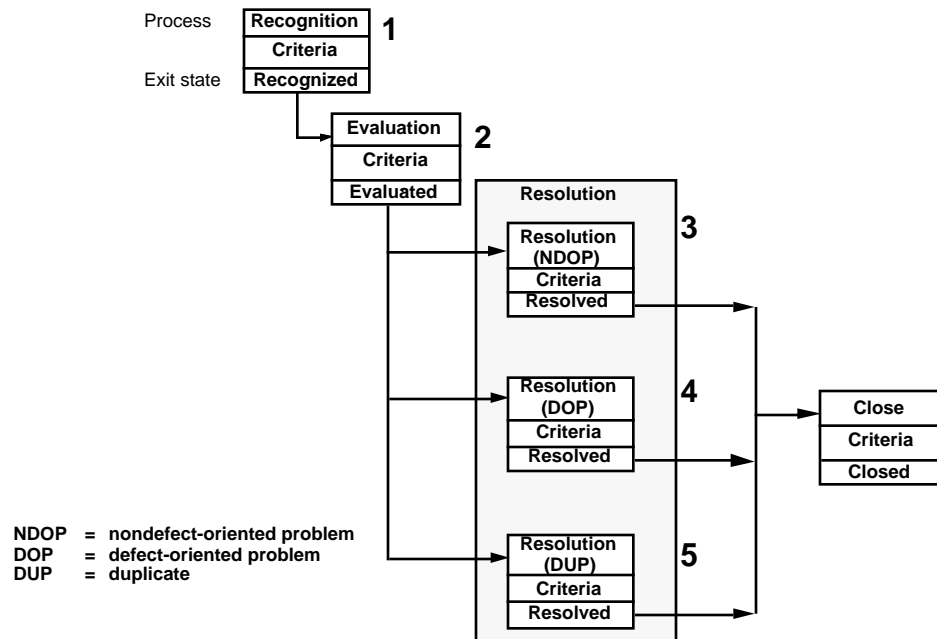 Process
Recognition
1
Criteria
Exit state
Recognized
Evaluation
2
Criteria
Evaluated
Resolution
3
Resolution
(NDOP)
Criteria
Resolved
4
Resolution
(DOP)
Criteria
Resolved
Close
Criteria
Closed
5
Resolution
(DUP)
Criteria
Resolved
NDOP = nondefect-oriented problem
DOP = defect-oriented problem
DUP = duplicate